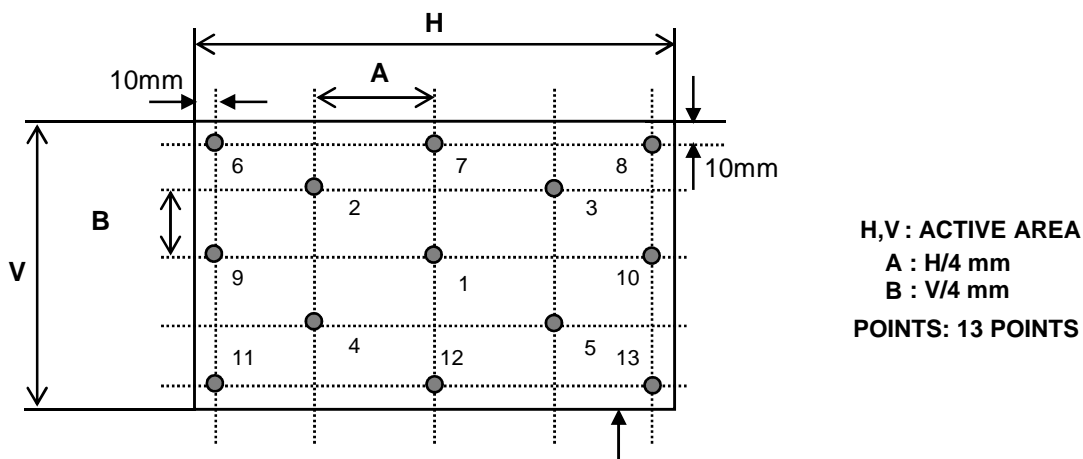 H
10mm
A
6
7
8
10mm
2
3
B
H,V : ACTIVE AREA
V
9
1
10
A : H/4 mm
B : V/4 mm
POINTS: 13 POINTS
4
5
11
12
13